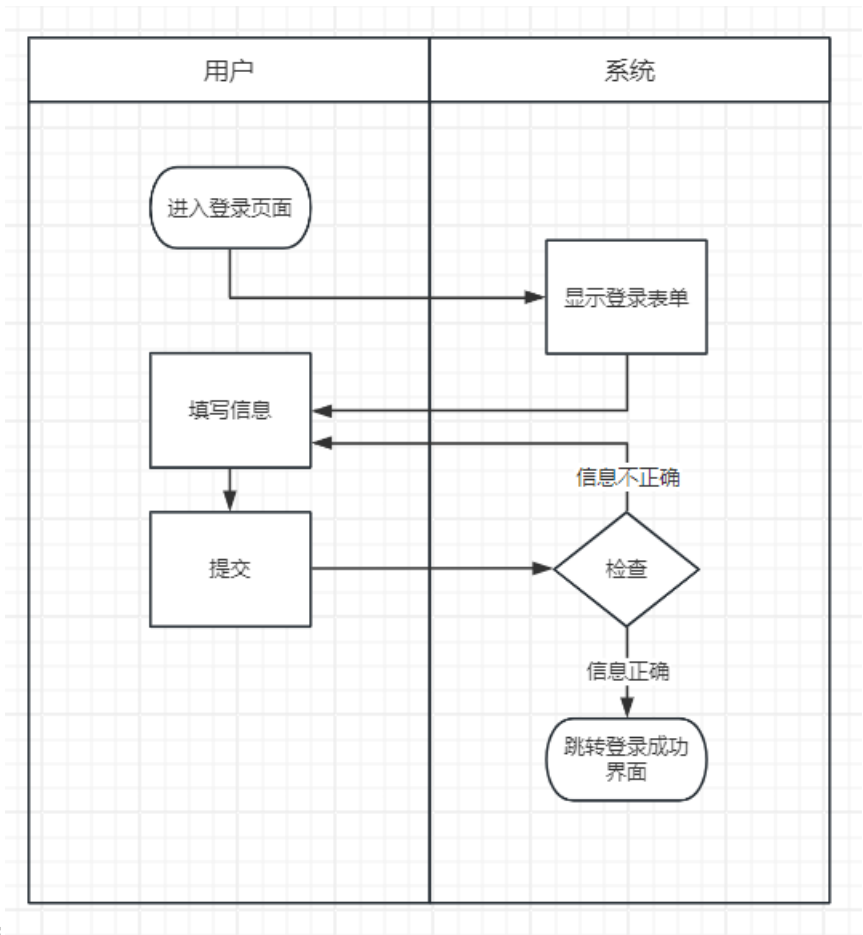 用户
系统
进入登录页面
显示登录表单
填写信息
信息不正确
提交
检查
信息正确
跳转登录成功
界面